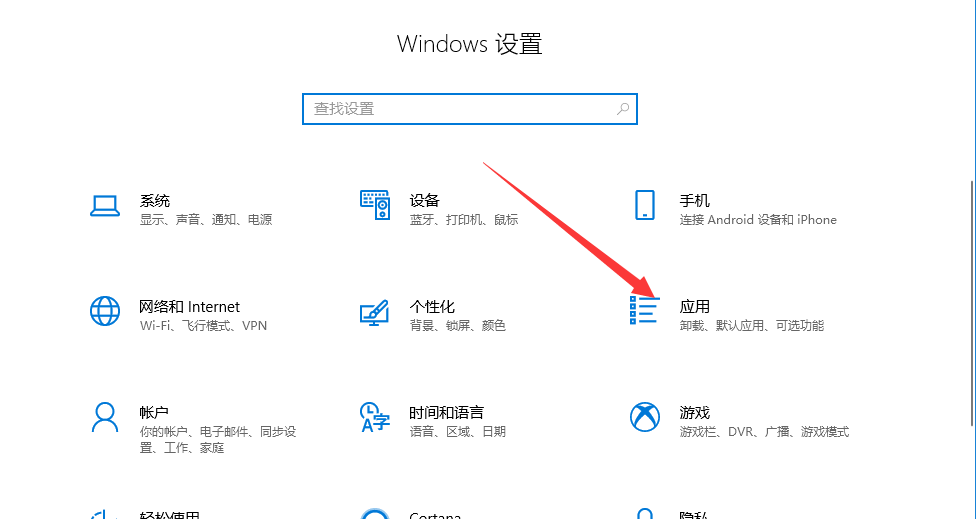 Windows 设置
查找设置
系统
显示、声音、通知、电源
设备
蓝牙、打印机、鼠标
手机
连接 Android 设备和 iPhone
网络和 Internet
Wi-Fi、飞行模式、VPN
个性化
背景、锁屏、颜色
应用
卸载、默认应用、可选功能
帐户
你的帐户、电子邮件、同步设
置、工作、家庭
时间和语言
语音、区域、日期
游戏
游戏栏、DVR、广播、游戏模式
轻松使用
Cortana
隐私